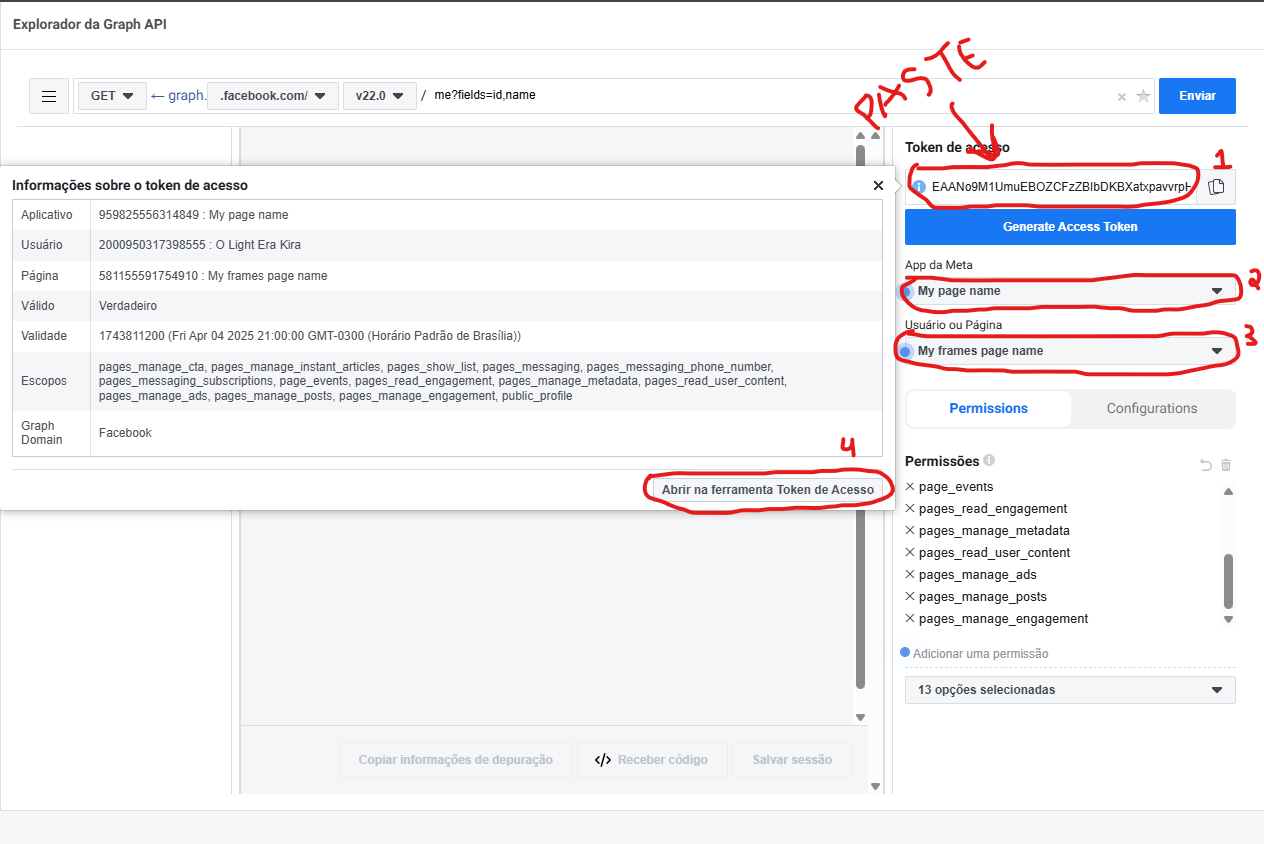 Explorador da Graph API
GET ← graph. .facebook.com/ v22.0 / me?fields=id,name × Enviar
PASTE
Token de acesso
1
EAANo9M1UmuEBOZCFzZBIbDKBXatxpavvrpH
Generate Access Token
App da Meta
2
My page name
Usuário ou Página
3
My frames page name
Permissions Configurations
Permissões
page_events
pages_read_engagement
pages_manage_metadata
pages_read_user_content
pages_manage_ads
pages_manage_posts
pages_manage_engagement
Adicionar uma permissão
13 opções selecionadas
Informações sobre o token de acesso
Aplicativo 959825556314849 : My page name
Usuário 2000950317398555 : O Light Era Kira
Página 581155591754910 : My frames page name
Válido Verdadeiro
Validade 1743811200 (Fri Apr 04 2025 21:00:00 GMT-0300 (Horário Padrão de Brasília))
Escopos pages_manage_cta, pages_manage_instant_articles, pages_show_list, pages_messaging, pages_messaging_phone_number,
pages_messaging_subscriptions, page_events, pages_read_engagement, pages_manage_metadata, pages_read_user_content,
pages_manage_ads, pages_manage_posts, pages_manage_engagement, public_profile
Graph
Domain Facebook
4
Abrir na ferramenta Token de Acesso
Copiar informações de depuração </> Receber código Salvar sessão